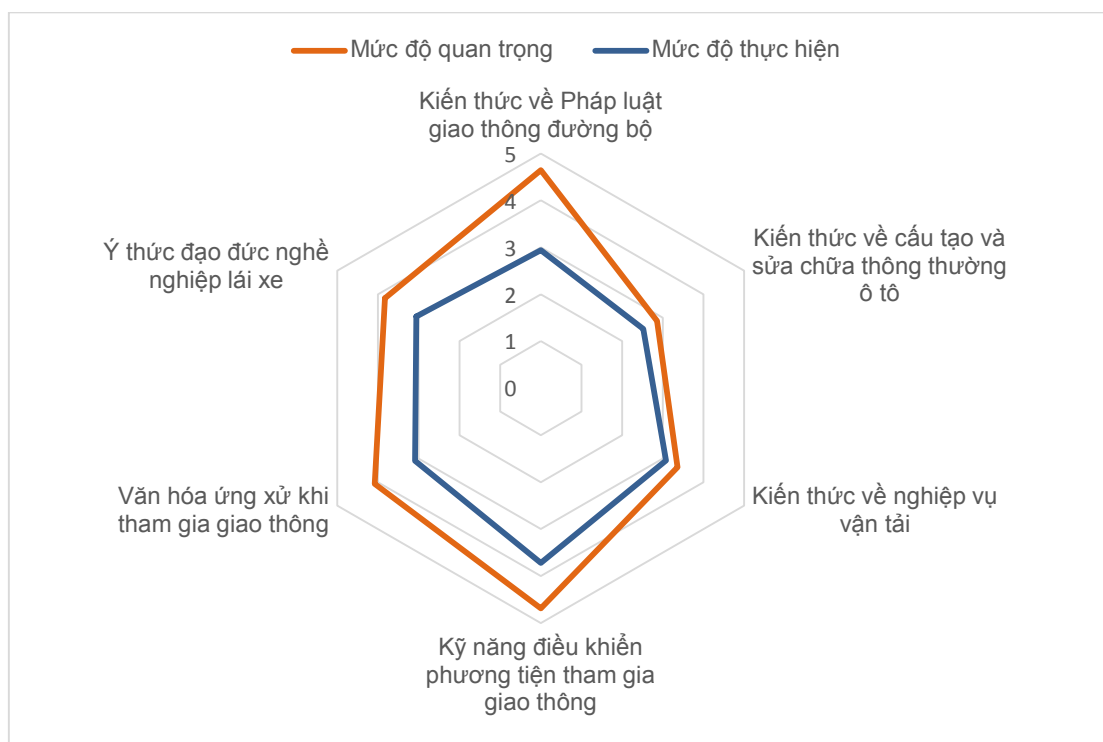 Mức độ quan trọng
Mức độ thực hiện
Kiến thức về Pháp luật
giao thông đường bộ
5
4
3
2
1
0
Kiến thức về cấu tạo và
sửa chữa thông thường
ô tô
Kiến thức về nghiệp vụ
vận tải
Kỹ năng điều khiển
phương tiện tham gia
giao thông
Văn hóa ứng xử khi
tham gia giao thông
Ý thức đạo đức nghề
nghiệp lái xe